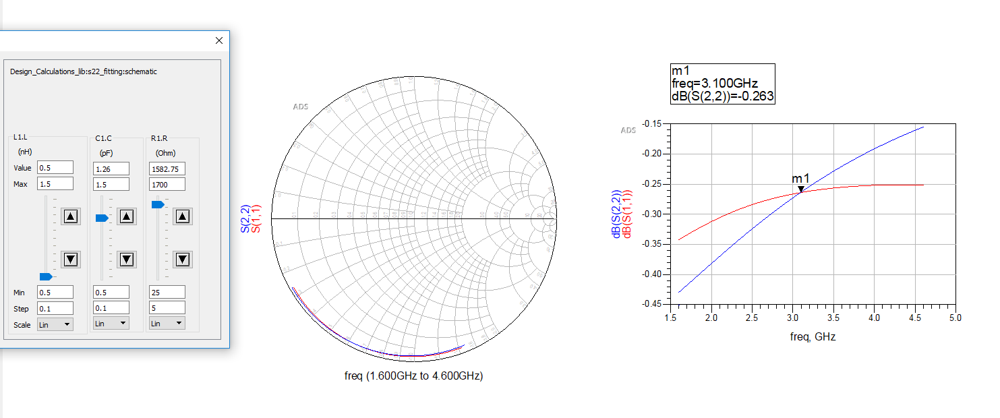 Design_Calculations_lib:s22_fitting:schematic
L1.L
C1.C
R1.R
(nH)
(pF)
(Ohm)
Value 0.5 1.26 1582.75
Max 1.5 1.5 1700
Min 0.5 0.5 25
Step 0.1 0.1 5
Scale Lin Lin Lin
ADS
S(2,2)
S(1,1)
freq (1.600GHz to 4.600GHz)
m1
freq=3.100GHz
dB(S(2,2))=-0.263
ADS
dB(S(2,2))
dB(S(1,1))
-0.15
-0.20
-0.25
-0.30
-0.35
-0.40
-0.45
m1
1.5 2.0 2.5 3.0 3.5 4.0 4.5 5.0
freq, GHz